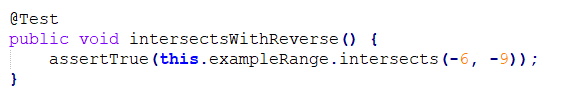 @Test
public void intersectsWithReverse() {
    assertTrue(this.exampleRange.intersects(-6, -9));
}